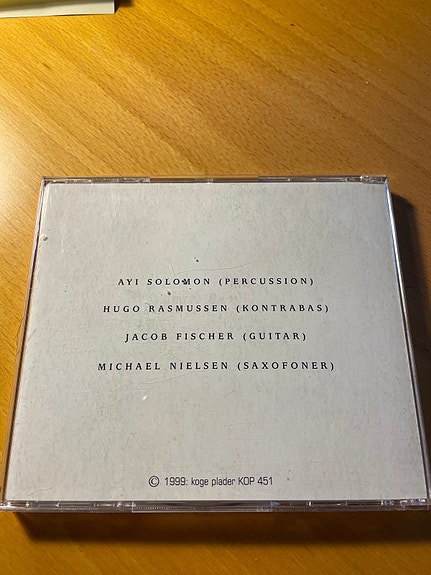 AYI SOLOMON (PERCUSSION)
HUGO RASMUSSEN (KONTRABAS)
JACOB FISCHER (GUITAR)
MICHAEL NIELSEN (SAXOFONER)
© 1999: koge plader KOP 451